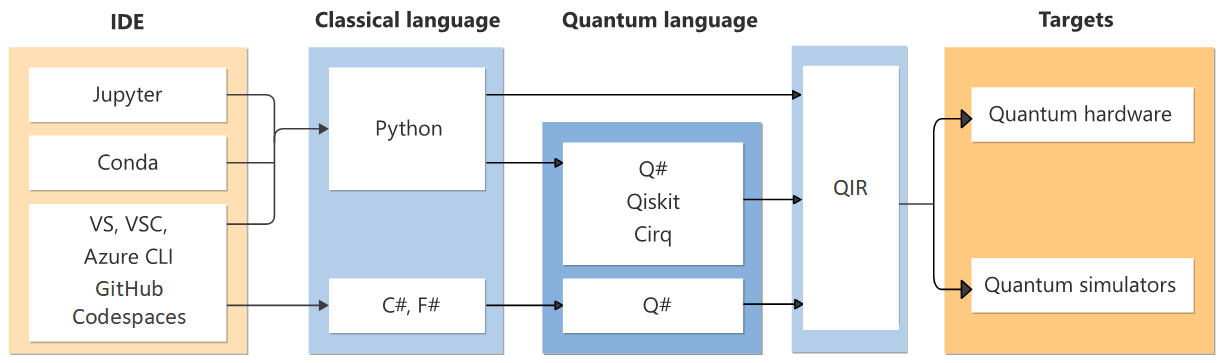 IDE
Classical language
Quantum language
Targets
Jupyter
Conda
VS, VSC,
Azure CLI
GitHub
Codespaces
Python
C#, F#
Q#
Qiskit
Cirq
Q#
QIR
Quantum hardware
Quantum simulators